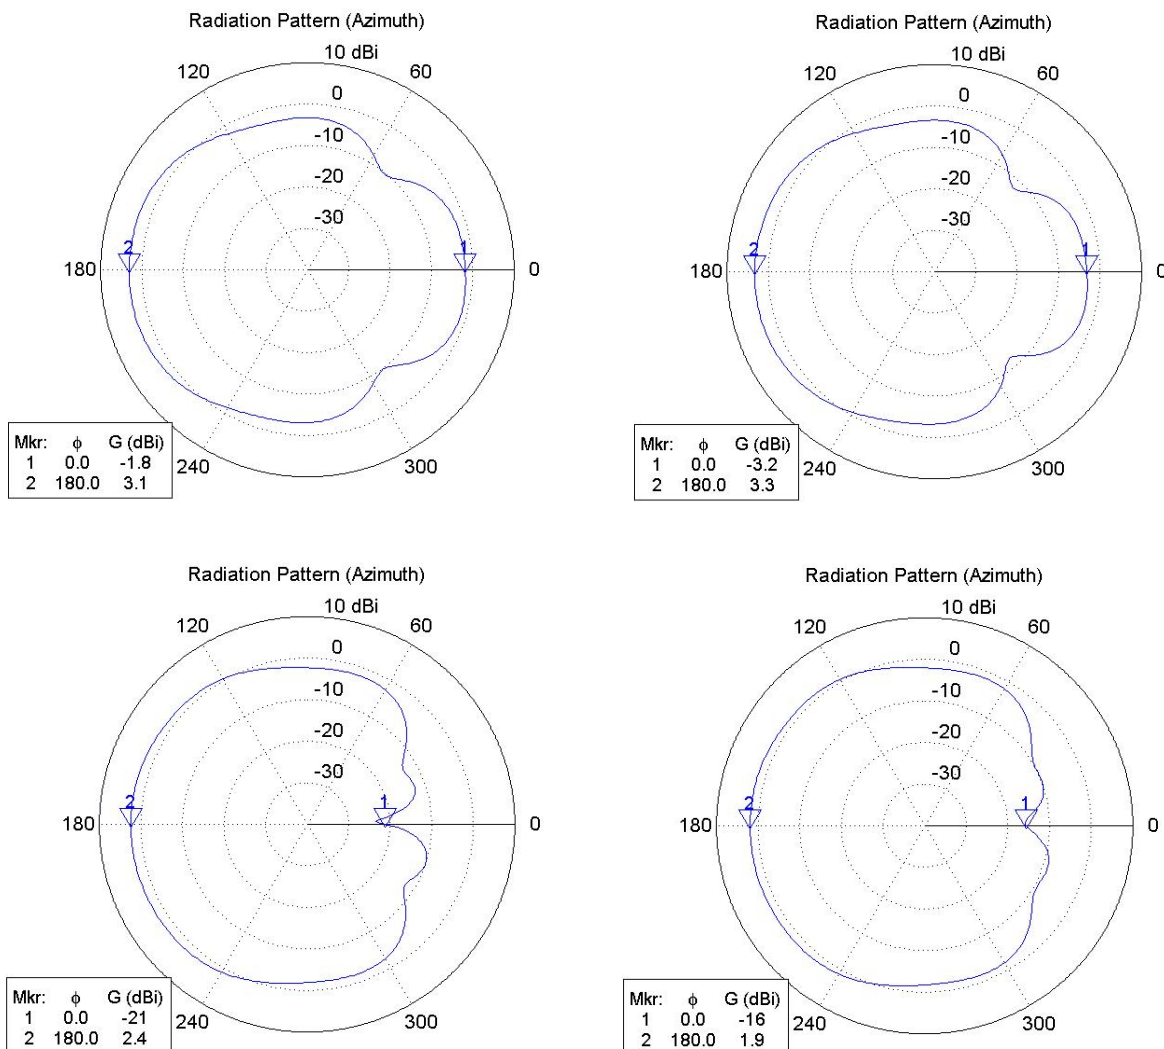 Radiation Pattern (Azimuth)
10 dBi
120
60
0
-10
-20
-30
2
1
180
0
240
300
Mkr: ϕ G (dBi)
1 0.0 -1.8
2 180.0 3.1
Radiation Pattern (Azimuth)
10 dBi
120
60
0
-10
-20
-30
2
1
180
0
240
300
Mkr: ϕ G (dBi)
1 0.0 -3.2
2 180.0 3.3
Radiation Pattern (Azimuth)
10 dBi
120
60
0
-10
-20
-30
2
1
180
0
240
300
Mkr: ϕ G (dBi)
1 0.0 -21
2 180.0 2.4
Radiation Pattern (Azimuth)
10 dBi
120
60
0
-10
-20
-30
2
1
180
0
240
300
Mkr: ϕ G (dBi)
1 0.0 -16
2 180.0 1.9